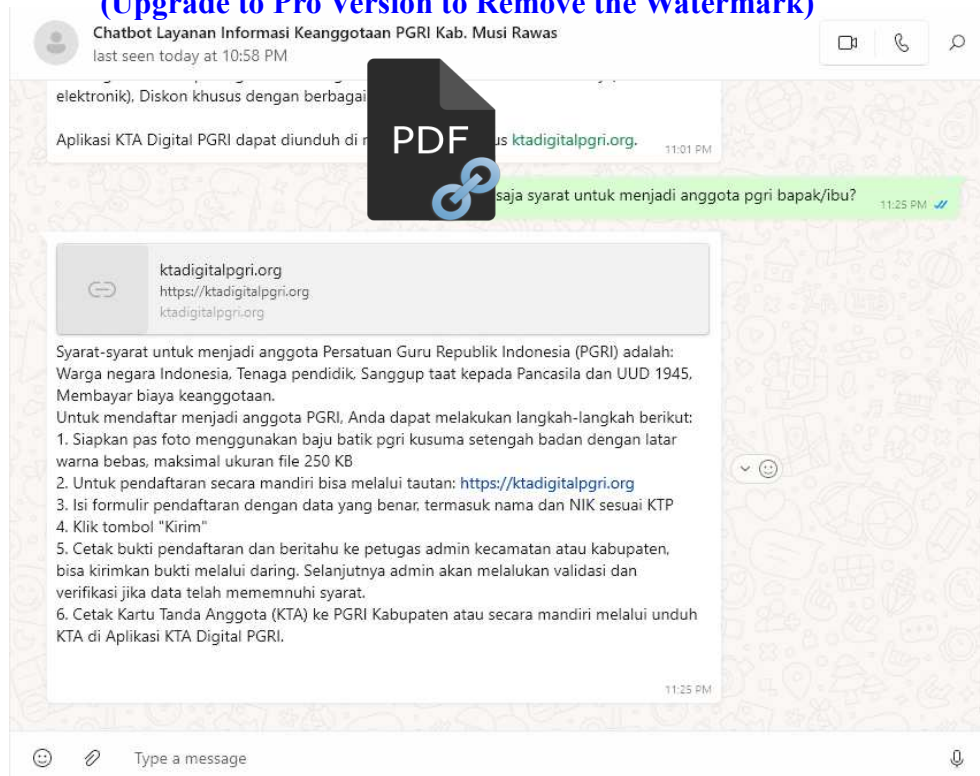 (Upgrade to Pro Version to Remove the Watermark)
Chatbot Layanan Informasi Keanggotaan PGRI Kab. Musi Rawas
last seen today at 10:58 PM
elektronik), Diskon khusus dengan berbagai
Aplikasi KTA Digital PGRI dapat diunduh di
ktadigitalpgri.org.
11:01 PM
PDF
saja syarat untuk menjadi anggota pgri bapak/ibu?
11:25 PM
ktadigitalpgri.org
https://ktadigitalpgri.org
ktadigitalpgri.org
Syarat-syarat untuk menjadi anggota Persatuan Guru Republik Indonesia (PGRI) adalah:
Warga negara Indonesia, Tenaga pendidik, Sanggup taat kepada Pancasila dan UUD 1945,
Membayar biaya keanggotaan.
Untuk mendaftar menjadi anggota PGRI, Anda dapat melakukan langkah-langkah berikut:
1. Siapkan pas foto menggunakan baju batik pgri kusuma setengah badan dengan latar
warna bebas, maksimal ukuran file 250 KB
2. Untuk pendaftaran secara mandiri bisa melalui tautan: https://ktadigitalpgri.org
3. Isi formulir pendaftaran dengan data yang benar, termasuk nama dan NIK sesuai KTP
4. Klik tombol "Kirim"
5. Cetak bukti pendaftaran dan beritahu ke petugas admin kecamatan atau kabupaten,
bisa kirimkan bukti melalui daring. Selanjutnya admin akan melalukan validasi dan
verifikasi jika data telah mememnuhi syarat.
6. Cetak Kartu Tanda Anggota (KTA) ke PGRI Kabupaten atau secara mandiri melalui unduh
KTA di Aplikasi KTA Digital PGRI.
11:25 PM
Type a message